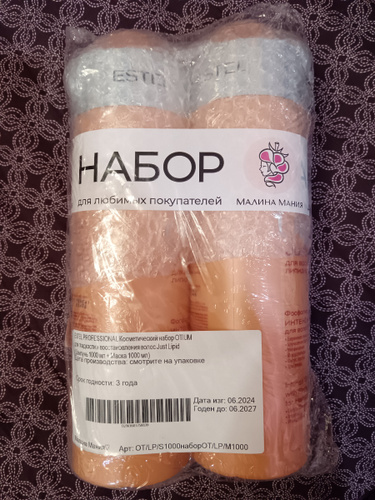 ESTEL
ESTEL
НАБОР
для любимых покупателей
МАЛИНА МАНИЯ
ESTEL PROFESSIONAL Косметический набор OTIUM
для гладкости и восстановления волос Just Lipid
(Шампунь 1000 мл + Маска 1000 мл)
Дата производства: смотрите на упаковке
Срок годности: 3 года
Дата изг: 06.2024
Годен до: 06.2027
Арт: OT/LP/S1000наборOT/LP/M1000